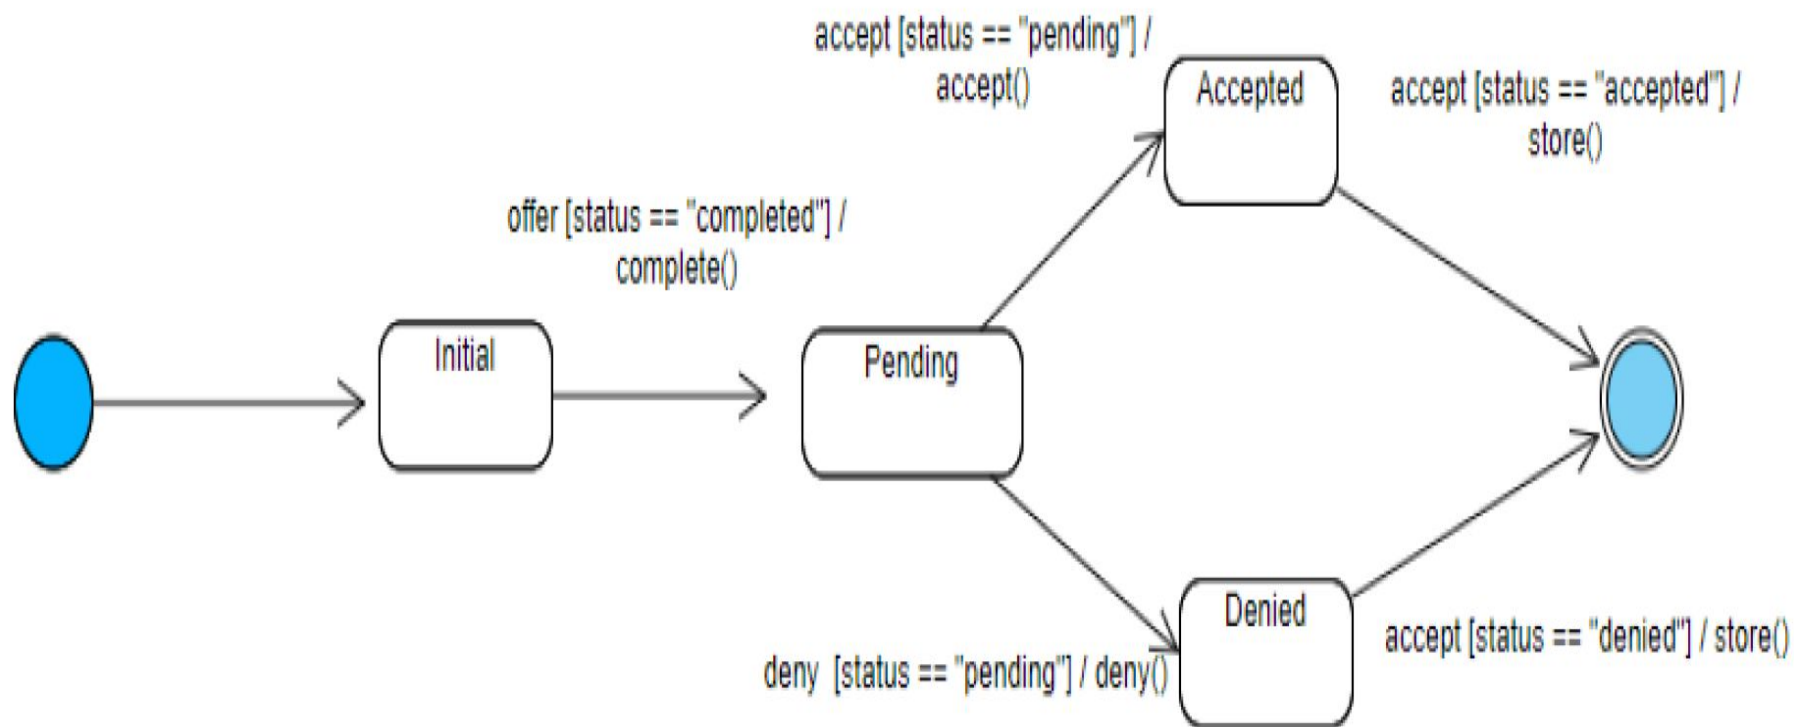 accept [status == "pending"] /
accept()
Accepted
accept [status == "accepted"] /
store()
offer [status == "completed"] /
complete()
Initial
Pending
Denied
deny  [status == "pending"] / deny()
accept [status == "denied"] / store()